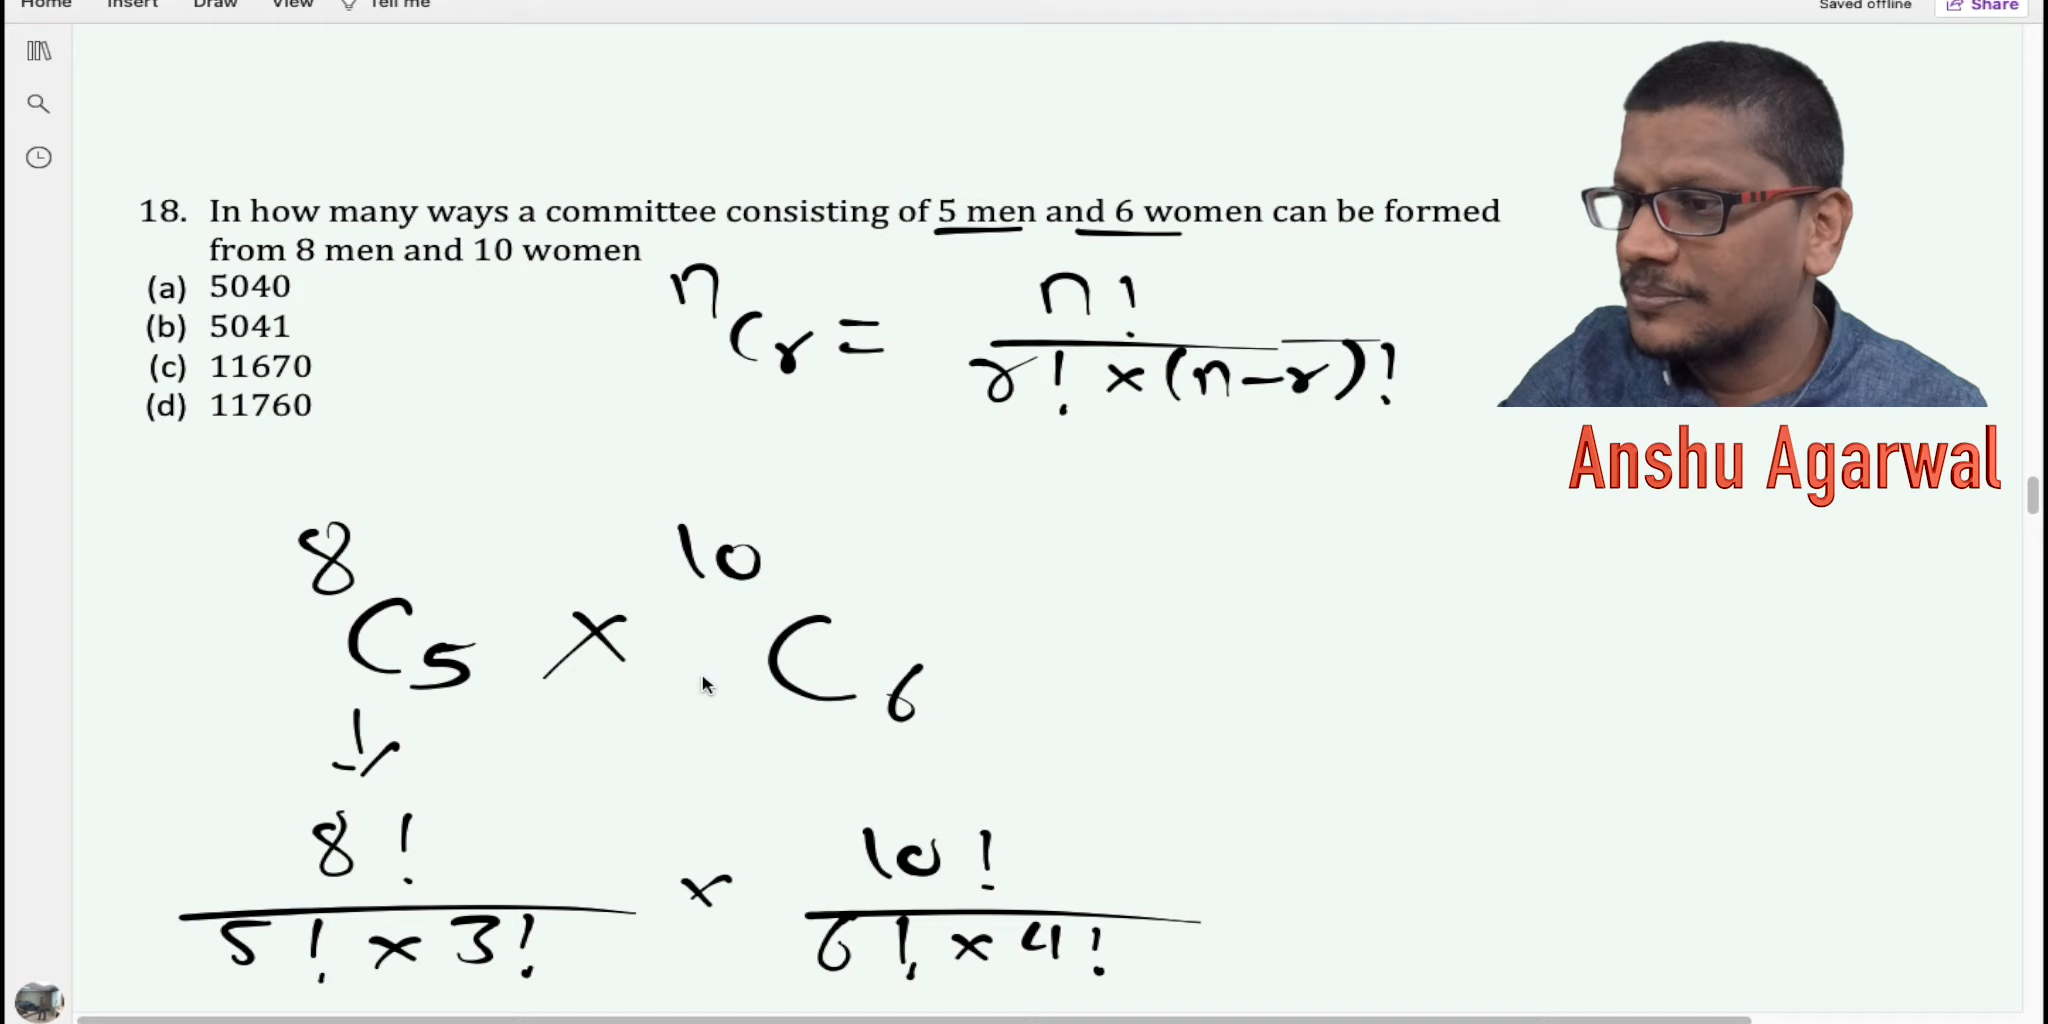 Home Insert Draw View Tell me Saved offline Share
18. In how many ways a committee consisting of 5 men and 6 women can be formed
from 8 men and 10 women
(a) 5040
(b) 5041
(c) 11670
(d) 11760
nCr = n! / r! × (n-r)!
Anshu Agarwal
8C5 × 10C6
8! / 5! × 3! × 10! / 6! × 4!